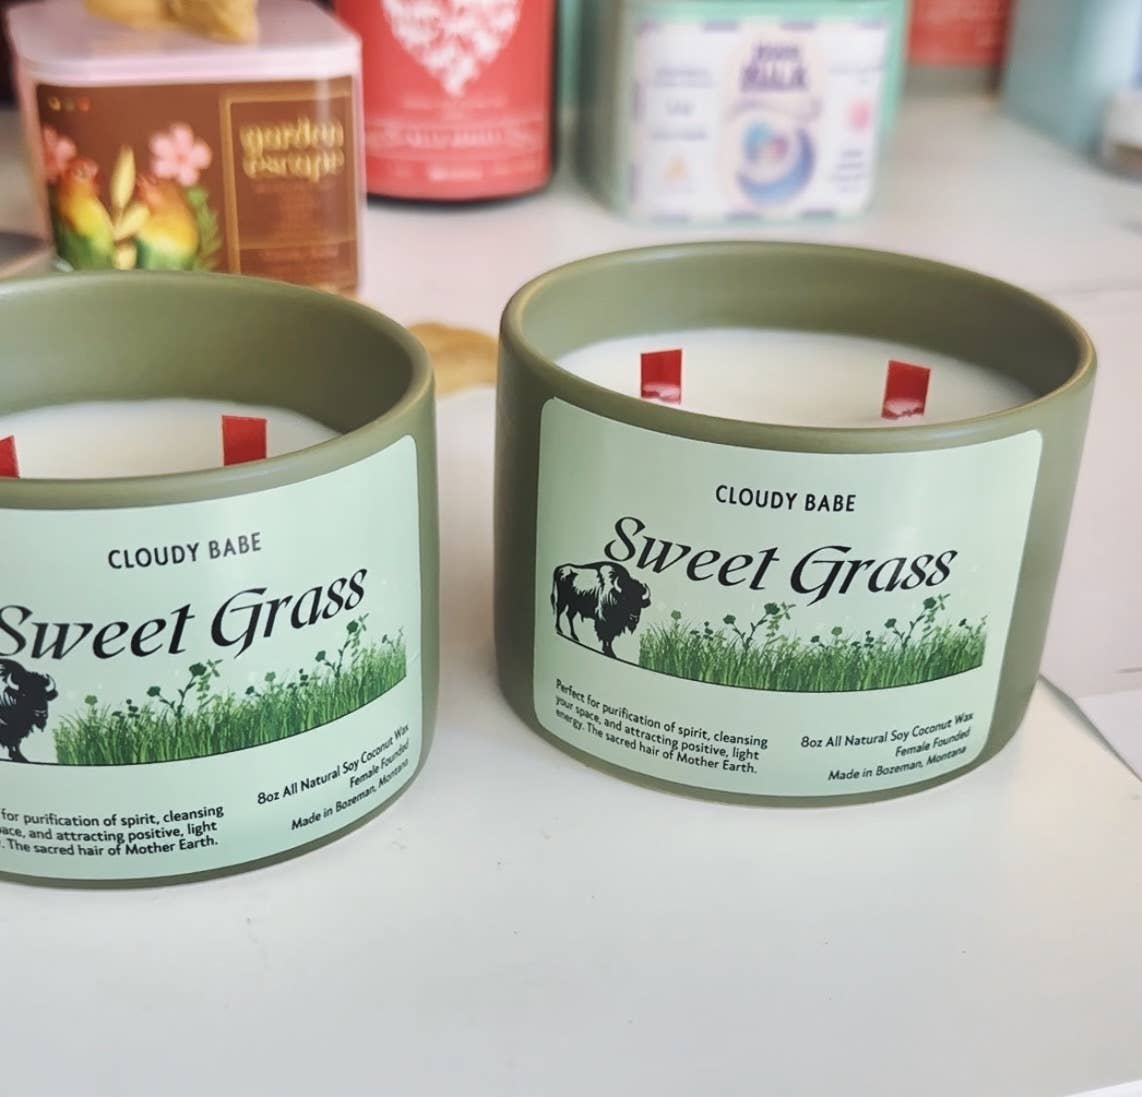 garden
escape
MILK
CLOUDY BABE
Sweet Grass
for purification of spirit, cleansing
and attracting positive, light
The sacred hair of Mother Earth.
8oz All Natural Soy Coconut Wax
Female Founded
Made in Bozeman, Montana
CLOUDY BABE
Sweet Grass
Perfect for purification of spirit, cleansing
your space, and attracting positive, light
energy. The sacred hair of Mother Earth.
8oz All Natural Soy Coconut Wax
Female Founded
Made in Bozeman, Montana